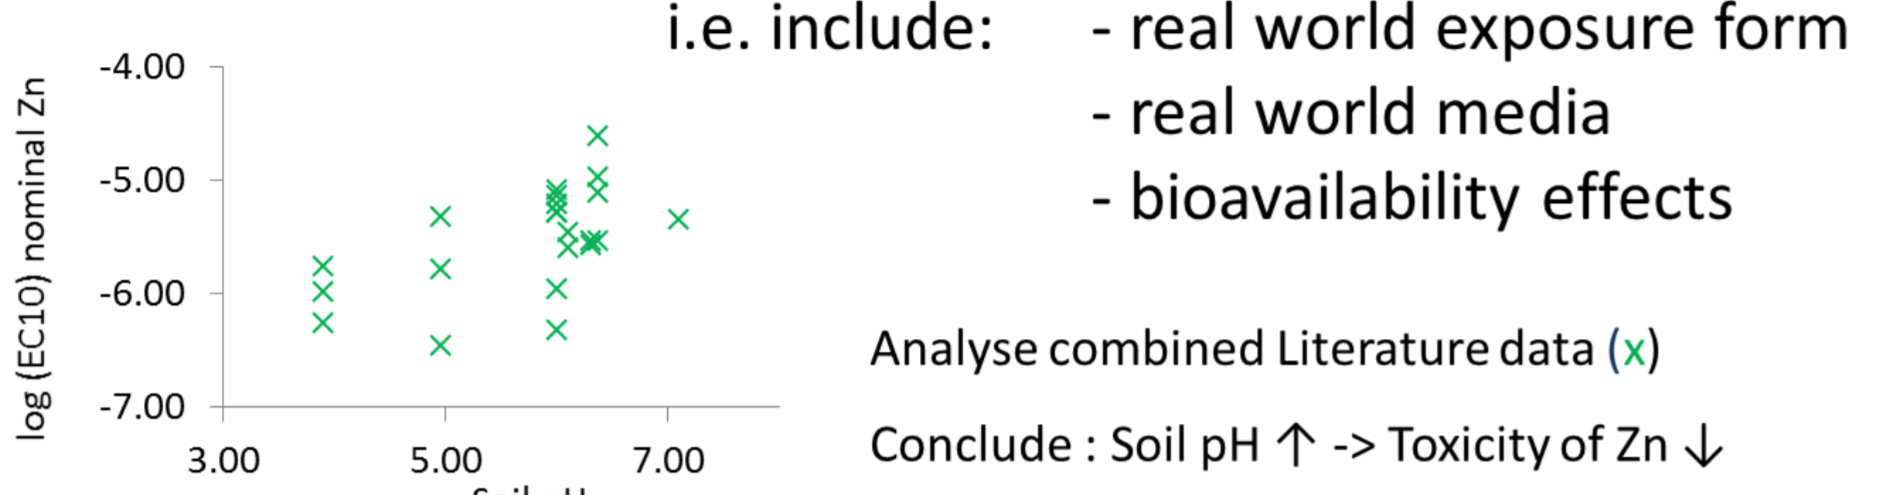 i.e. include: - real world exposure form
- real world media
- bioavailability effects
log (EC10) nominal Zn
-4.00
-5.00
-6.00
-7.00
3.00 5.00 7.00
Soil pH
Analyse combined Literature data (x)
Conclude : Soil pH ↑ -> Toxicity of Zn ↓